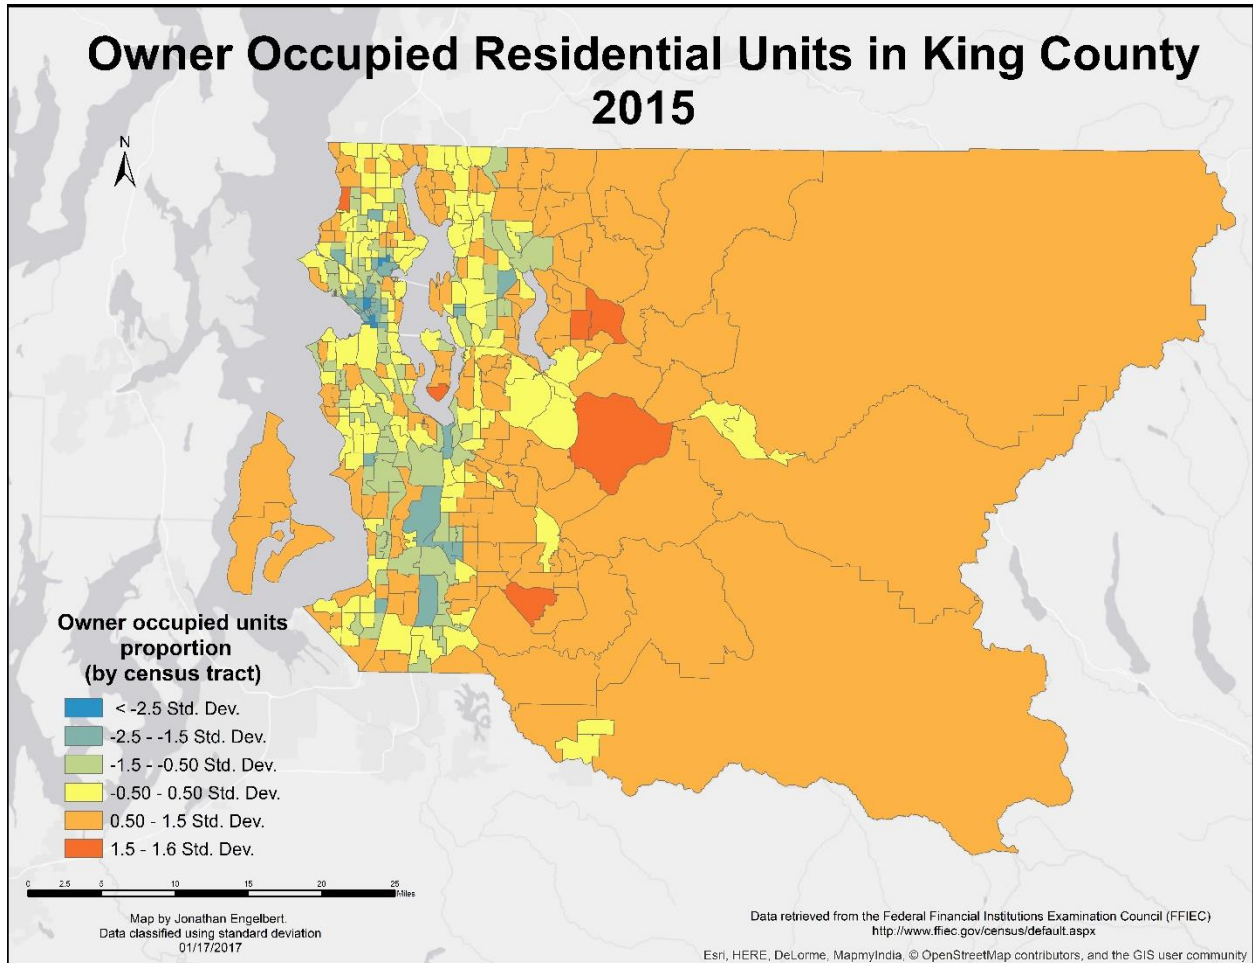 Owner Occupied Residential Units in King County
2015
N
Owner occupied units
proportion
(by census tract)
< -2.5 Std. Dev.
-2.5 - -1.5 Std. Dev.
-1.5 - -0.50 Std. Dev.
-0.50 - 0.50 Std. Dev.
0.50 - 1.5 Std. Dev.
1.5 - 1.6 Std. Dev.
0 2.5 5 10 15 20 25
Miles
Map by Jonathan Engelbert.
Data classified using standard deviation
01/17/2017
Data retrieved from the Federal Financial Institutions Examination Council (FFIEC)
http://www.ffiec.gov/census/default.aspx
Esri, HERE, DeLorme, MapmyIndia, © OpenStreetMap contributors, and the GIS user community